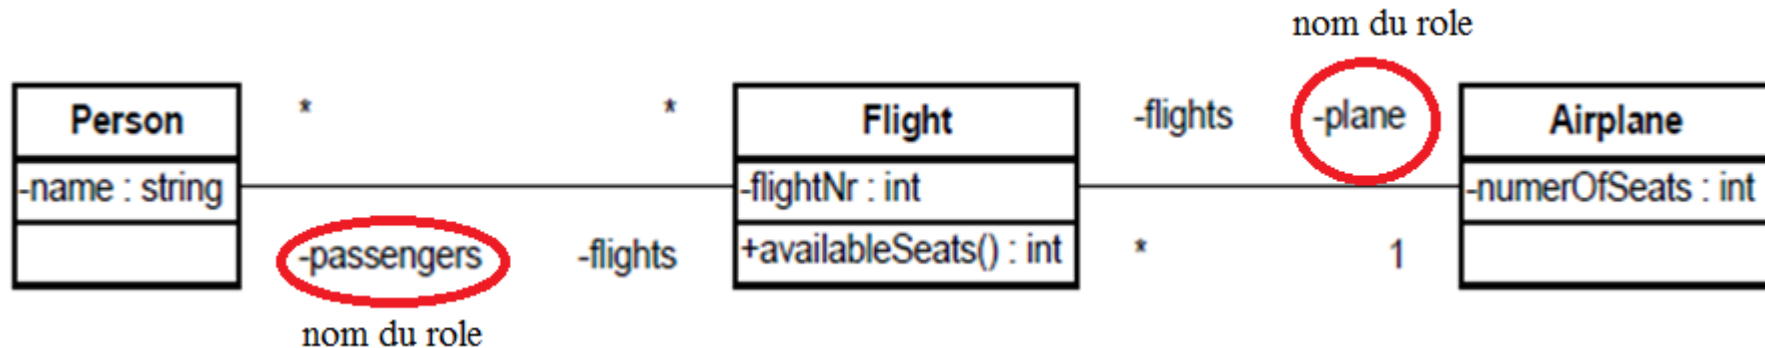 nom du role
Person
-name : string
*
*
-passengers
-flights
nom du role
Flight
-flightNr : int
+availableSeats() : int
-flights
-plane
*
1
Airplane
-numerOfSeats : int